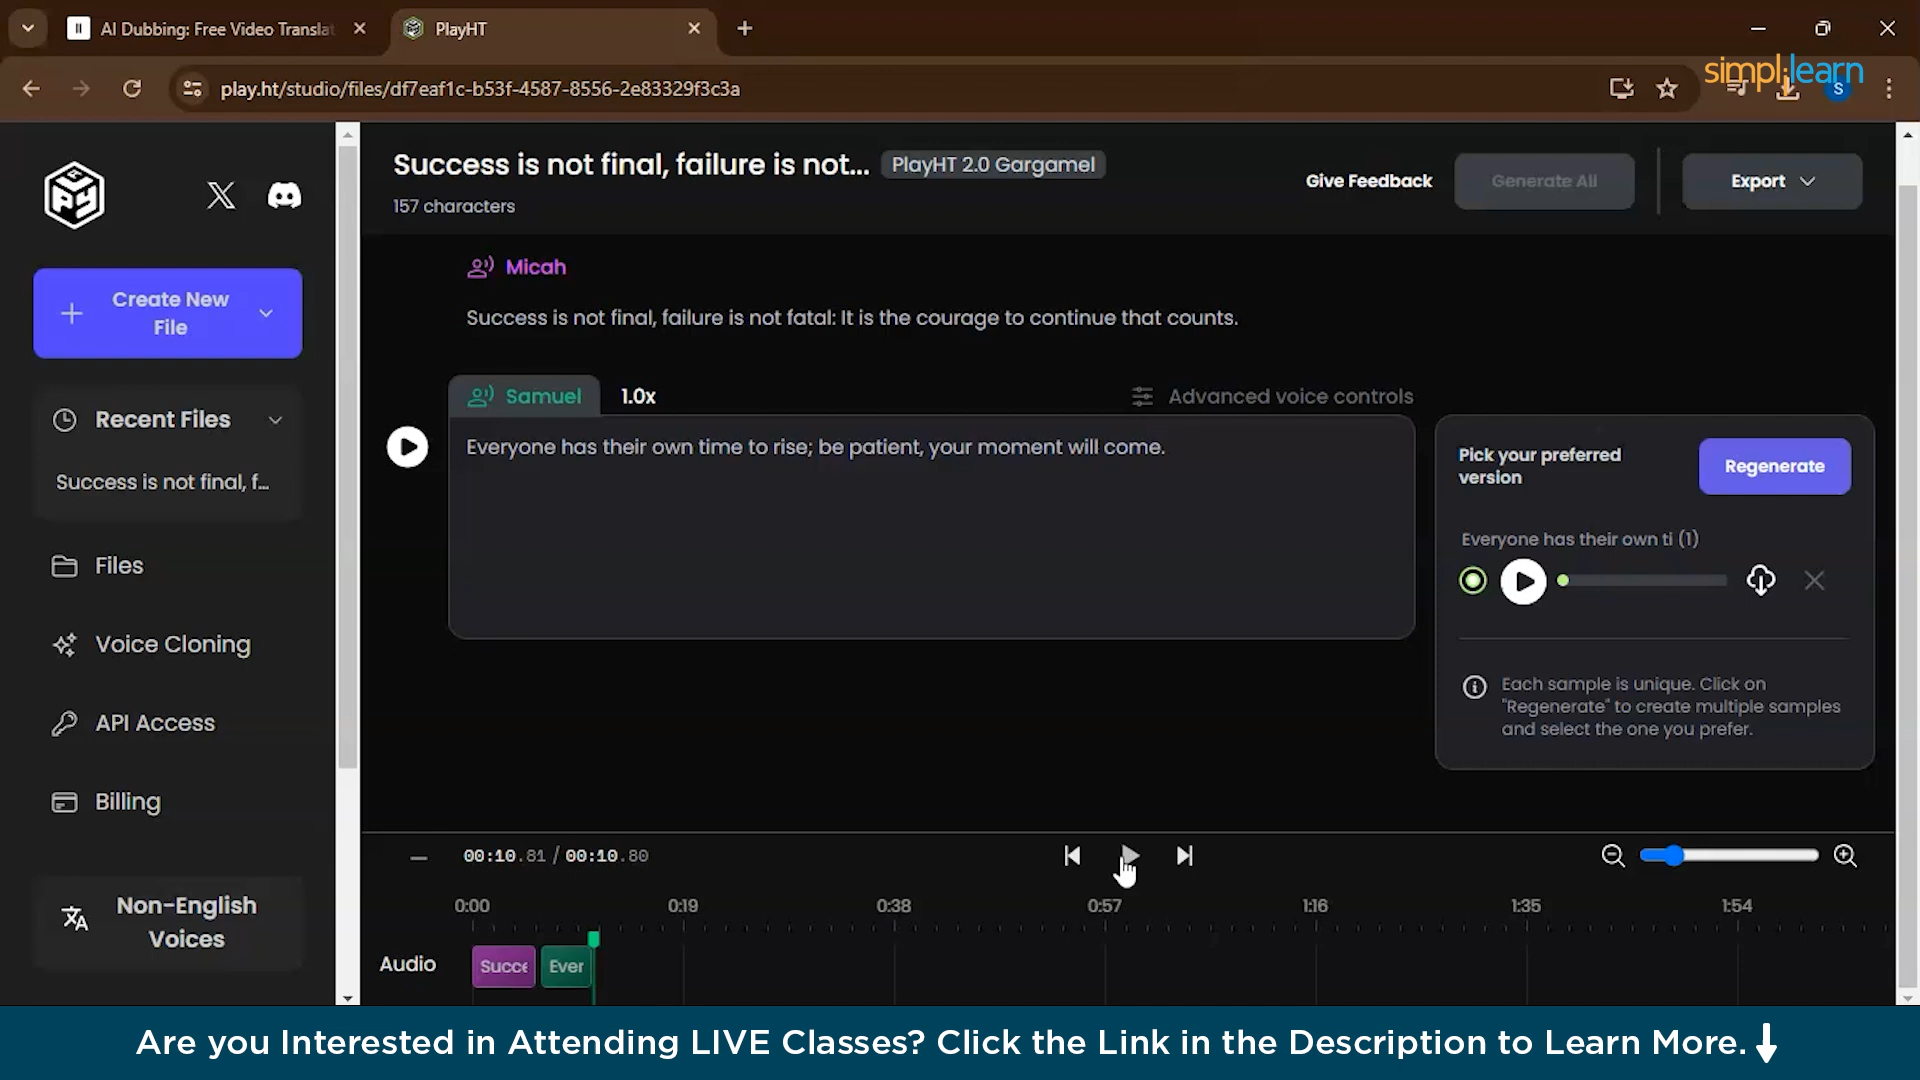 AI Dubbing: Free Video Translat
PlayHT
play.ht/studio/files/df7eaf1c-b53f-4587-8556-2e83329f3c3a
simplilearn
S
Success is not final, failure is not...
PlayHT 2.0 Gargamel
157 characters
Give Feedback
Generate All
Export
Create New
File
Recent Files
Success is not final, f...
Files
Voice Cloning
API Access
Billing
Non-English
Voices
Micah
Success is not final, failure is not fatal: It is the courage to continue that counts.
Samuel
1.0x
Advanced voice controls
Everyone has their own time to rise; be patient, your moment will come.
Pick your preferred
version
Regenerate
Everyone has their own ti (1)
Each sample is unique. Click on
"Regenerate" to create multiple samples
and select the one you prefer.
00:10.81 / 00:10.80
0:00 0:19 0:38 0:57 1:16 1:35 1:54
Audio
Succe
Ever
Are you Interested in Attending LIVE Classes? Click the Link in the Description to Learn More.